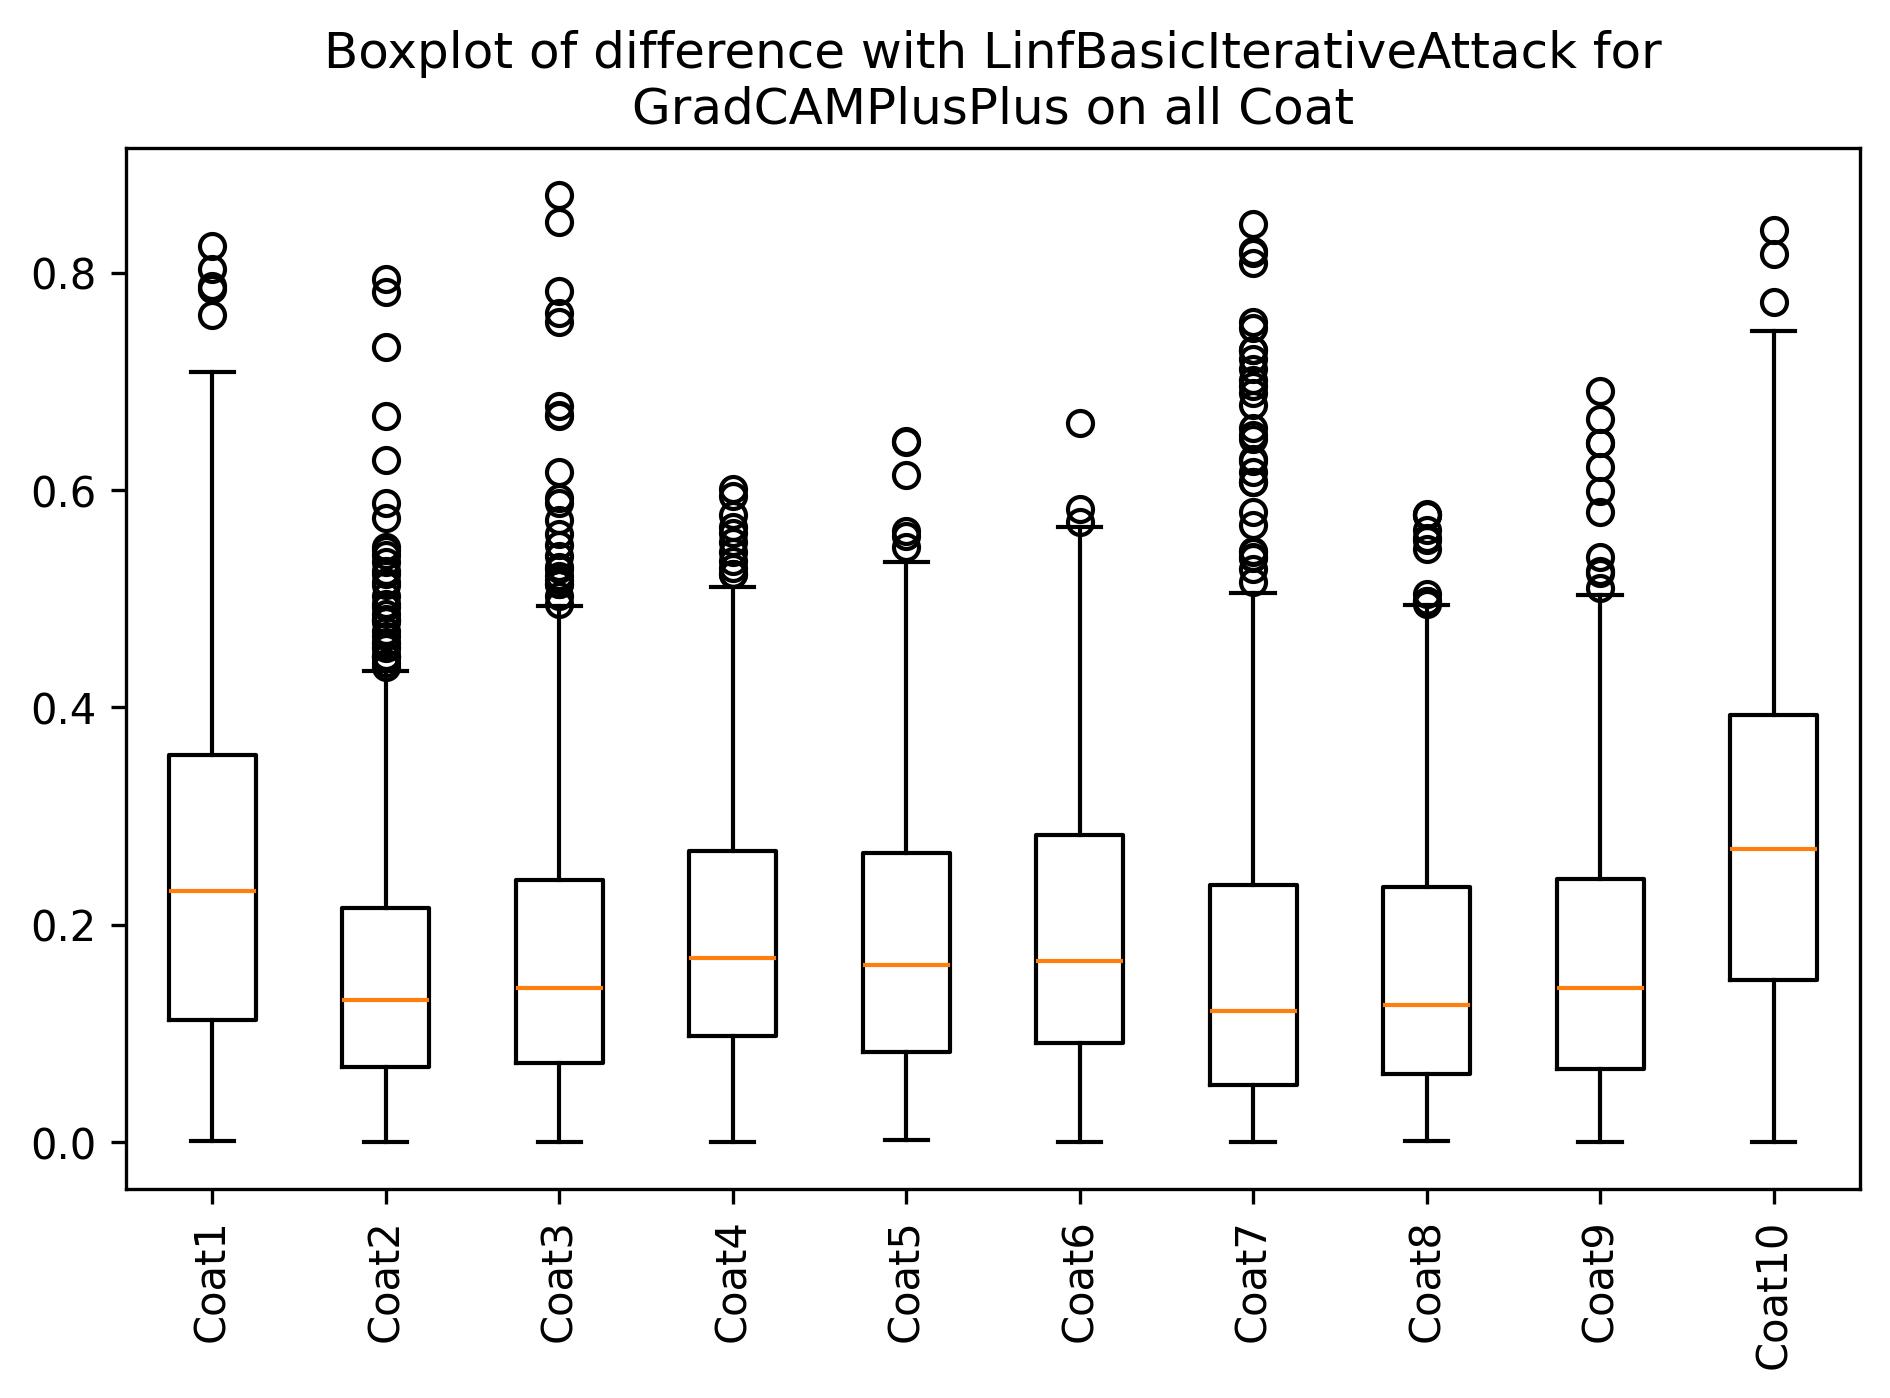 Boxplot of difference with LinfBasicIterativeAttack for
GradCAMPlusPlus on all Coat
0.8
0.6
0.4
0.2
0.0
Coat1
Coat2
Coat3
Coat4
Coat5
Coat6
Coat7
Coat8
Coat9
Coat10